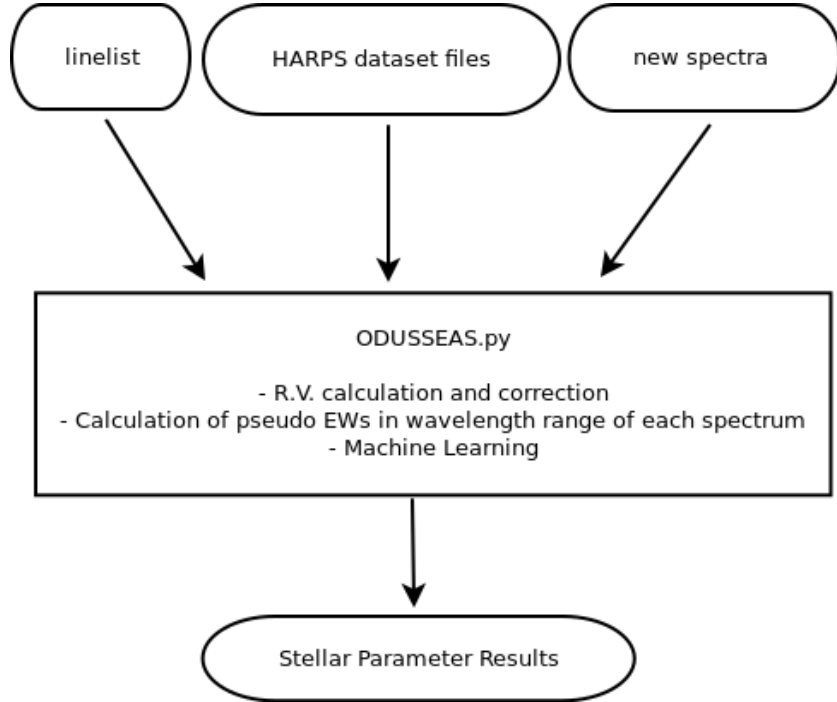 linelist
HARPS dataset files
new spectra
ODUSSEAS.py
- R.V. calculation and correction
- Calculation of pseudo EWs in wavelength range of each spectrum
- Machine Learning
Stellar Parameter Results